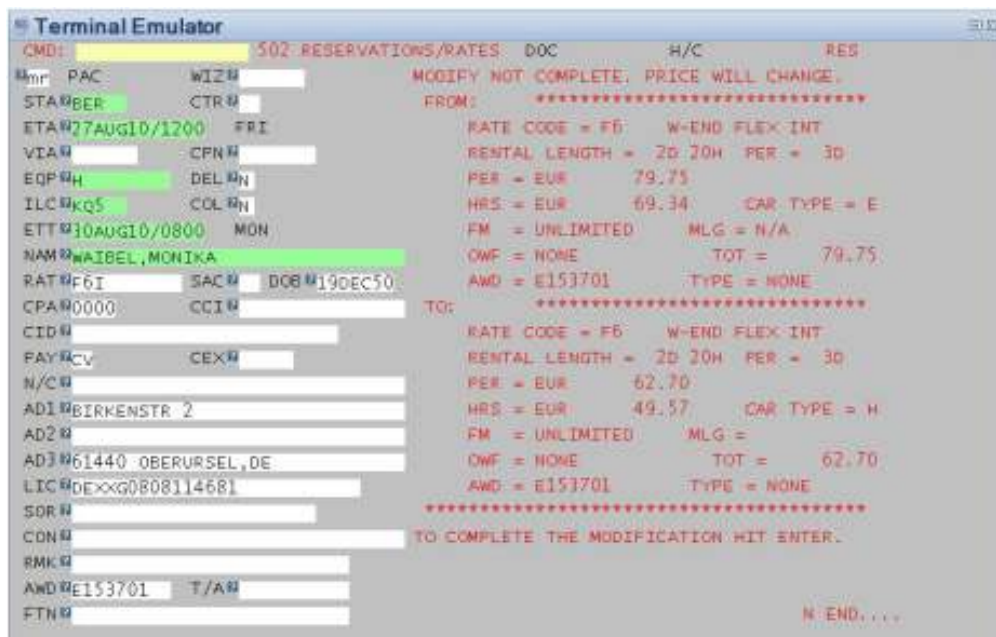 Terminal Emulator
CMD: 502 RESERVATIONS/RATES DOC H/C RES
mr PAC WIZ MODIFY NOT COMPLETE. PRICE WILL CHANGE.
STA BER CTR FROM: ******************************
ETA 27AUG10/1200 FRI RATE CODE = F6 W-END FLEX INT
VIA CPN RENTAL LENGTH = 2D 20H PER = 3D
EQP H DEL N PER = EUR 79.75
ILC KQ5 COL N HRS = EUR 69.34 CAR TYPE = E
ETT 30AUG10/0800 MON FM = UNLIMITED MLG = N/A
NAM WAIBEL,MONIKA OWF = NONE TOT = 79.75
RAT F6I SAC DOB 19DEC50 AWD = E153701 TYPE = NONE
CPA 0000 CCI TO: ******************************
CID RATE CODE = F6 W-END FLEX INT
PAY CV CEX RENTAL LENGTH = 2D 20H PER = 3D
N/C PER = EUR 62.70
AD1 BIRKENSTR 2 HRS = EUR 49.57 CAR TYPE = H
AD2 FM = UNLIMITED MLG =
AD3 61440 OBERURSEL,DE OWF = NONE TOT = 62.70
LIC DEXXG0808114681 AWD = E153701 TYPE = NONE
SOR ****************************************
CON TO COMPLETE THE MODIFICATION HIT ENTER.
RMK
AWD E153701 T/A
FTN N END....